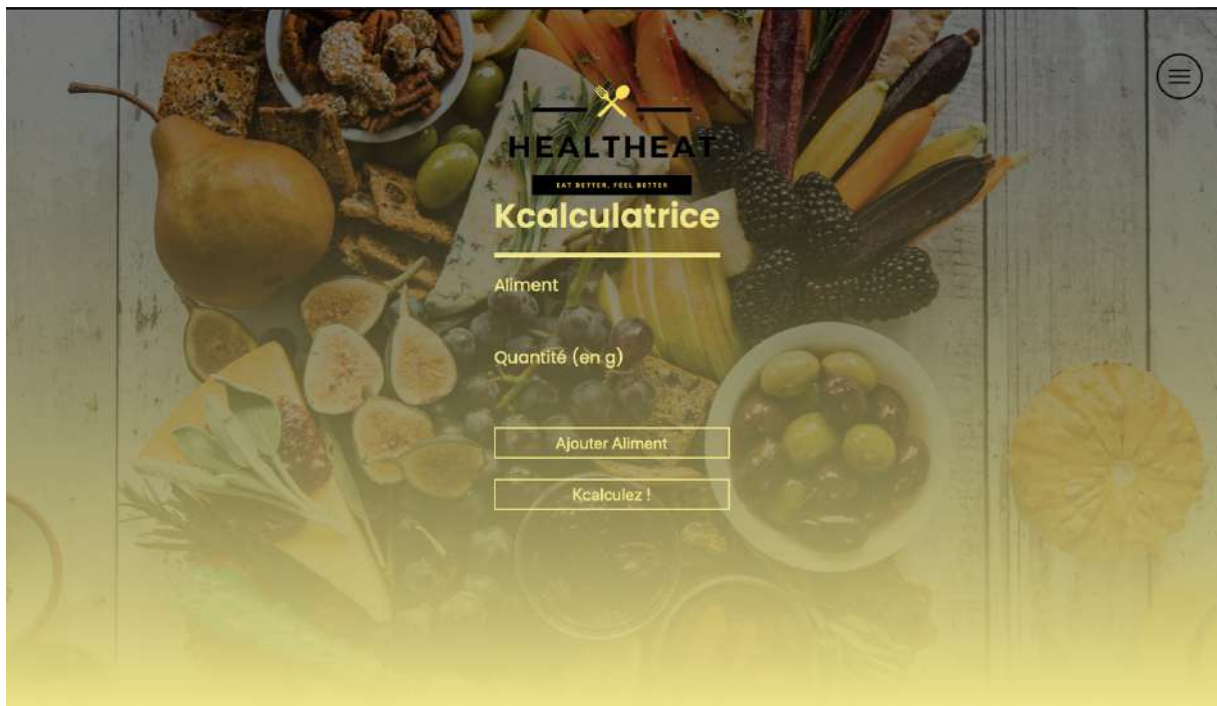 HEALTHEAT
EAT BETTER, FEEL BETTER
Kcalculatrice
Aliment
Quantité (en g)
Ajouter Aliment
Kcalculez !